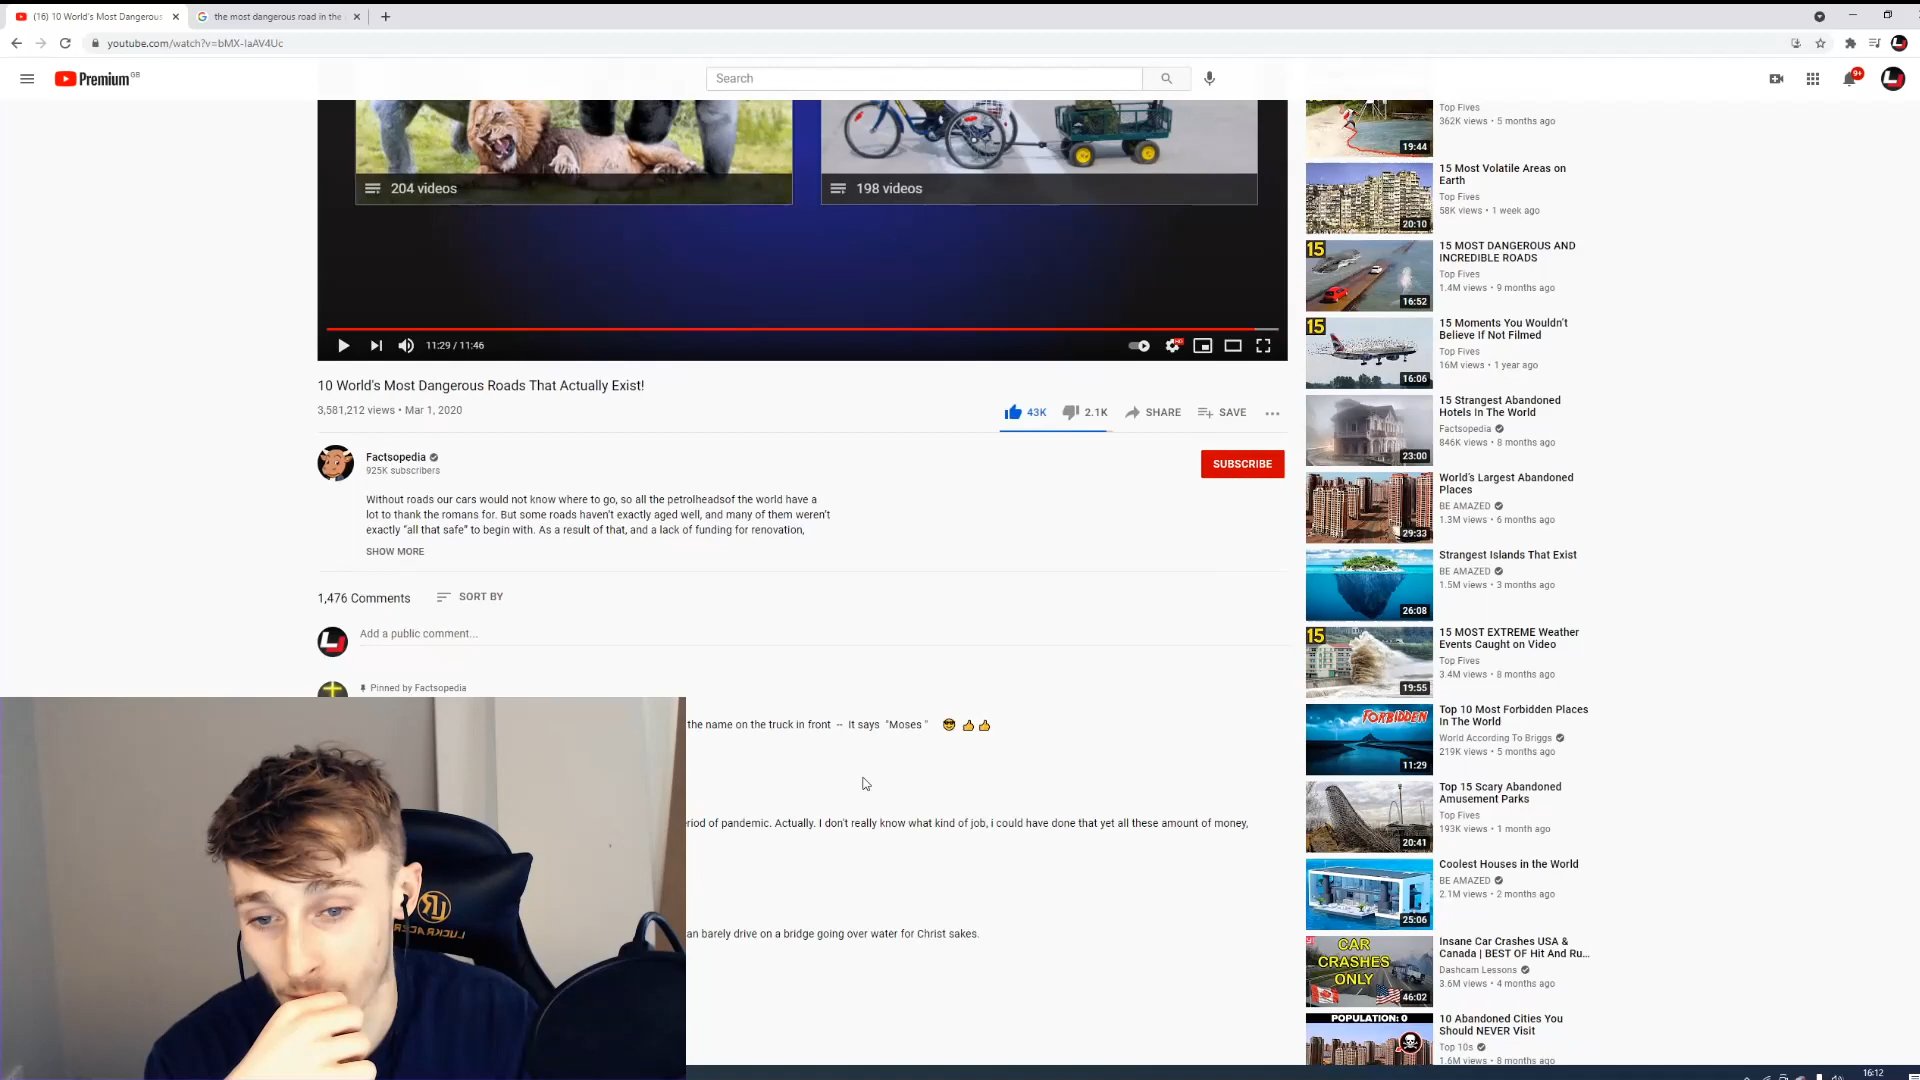 (16) 10 World's Most Dangerous
the most dangerous road in the
youtube.com/watch?v=bMX-IaAV4Uc
Premium GB
Search
9+
204 videos
198 videos
11:29 / 11:46
10 World's Most Dangerous Roads That Actually Exist!
3,581,212 views • Mar 1, 2020
43K
2.1K
SHARE
SAVE
Factsopedia
925K subscribers
SUBSCRIBE
Without roads our cars would not know where to go, so all the petrolheadsof the world have a
lot to thank the romans for. But some roads haven't exactly aged well, and many of them weren't
exactly “all that safe” to begin with. As a result of that, and a lack of funding for renovation,
SHOW MORE
1,476 Comments
SORT BY
Add a public comment...
Pinned by Factsopedia
the name on the truck in front -- It says "Moses " 😎 👍👍
riod of pandemic. Actually. I don't really know what kind of job, i could have done that yet all these amount of money,
an barely drive on a bridge going over water for Christ sakes.
LUCKRACER
Top Fives
362K views • 5 months ago
19:44
15 Most Volatile Areas on
Earth
Top Fives
58K views • 1 week ago
20:10
15 MOST DANGEROUS AND
INCREDIBLE ROADS
Top Fives
1.4M views • 9 months ago
15
16:52
15 Moments You Wouldn't
Believe If Not Filmed
Top Fives
16M views • 1 year ago
15
16:06
15 Strangest Abandoned
Hotels In The World
Factsopedia
846K views • 8 months ago
23:00
World's Largest Abandoned
Places
BE AMAZED
1.3M views • 6 months ago
29:33
Strangest Islands That Exist
BE AMAZED
1.5M views • 3 months ago
26:08
15 MOST EXTREME Weather
Events Caught on Video
Top Fives
3.4M views • 8 months ago
15
19:55
Top 10 Most Forbidden Places
In The World
World According To Briggs
219K views • 5 months ago
FORBIDDEN
11:29
Top 15 Scary Abandoned
Amusement Parks
Top Fives
193K views • 1 month ago
20:41
Coolest Houses in the World
BE AMAZED
2.1M views • 2 months ago
25:06
Insane Car Crashes USA &
Canada | BEST OF Hit And Ru...
Dashcam Lessons
3.6M views • 4 months ago
CAR
CRASHES
ONLY
46:02
10 Abandoned Cities You
Should NEVER Visit
Top 10s
1.6M views • 8 months ago
POPULATION: 0
16:12